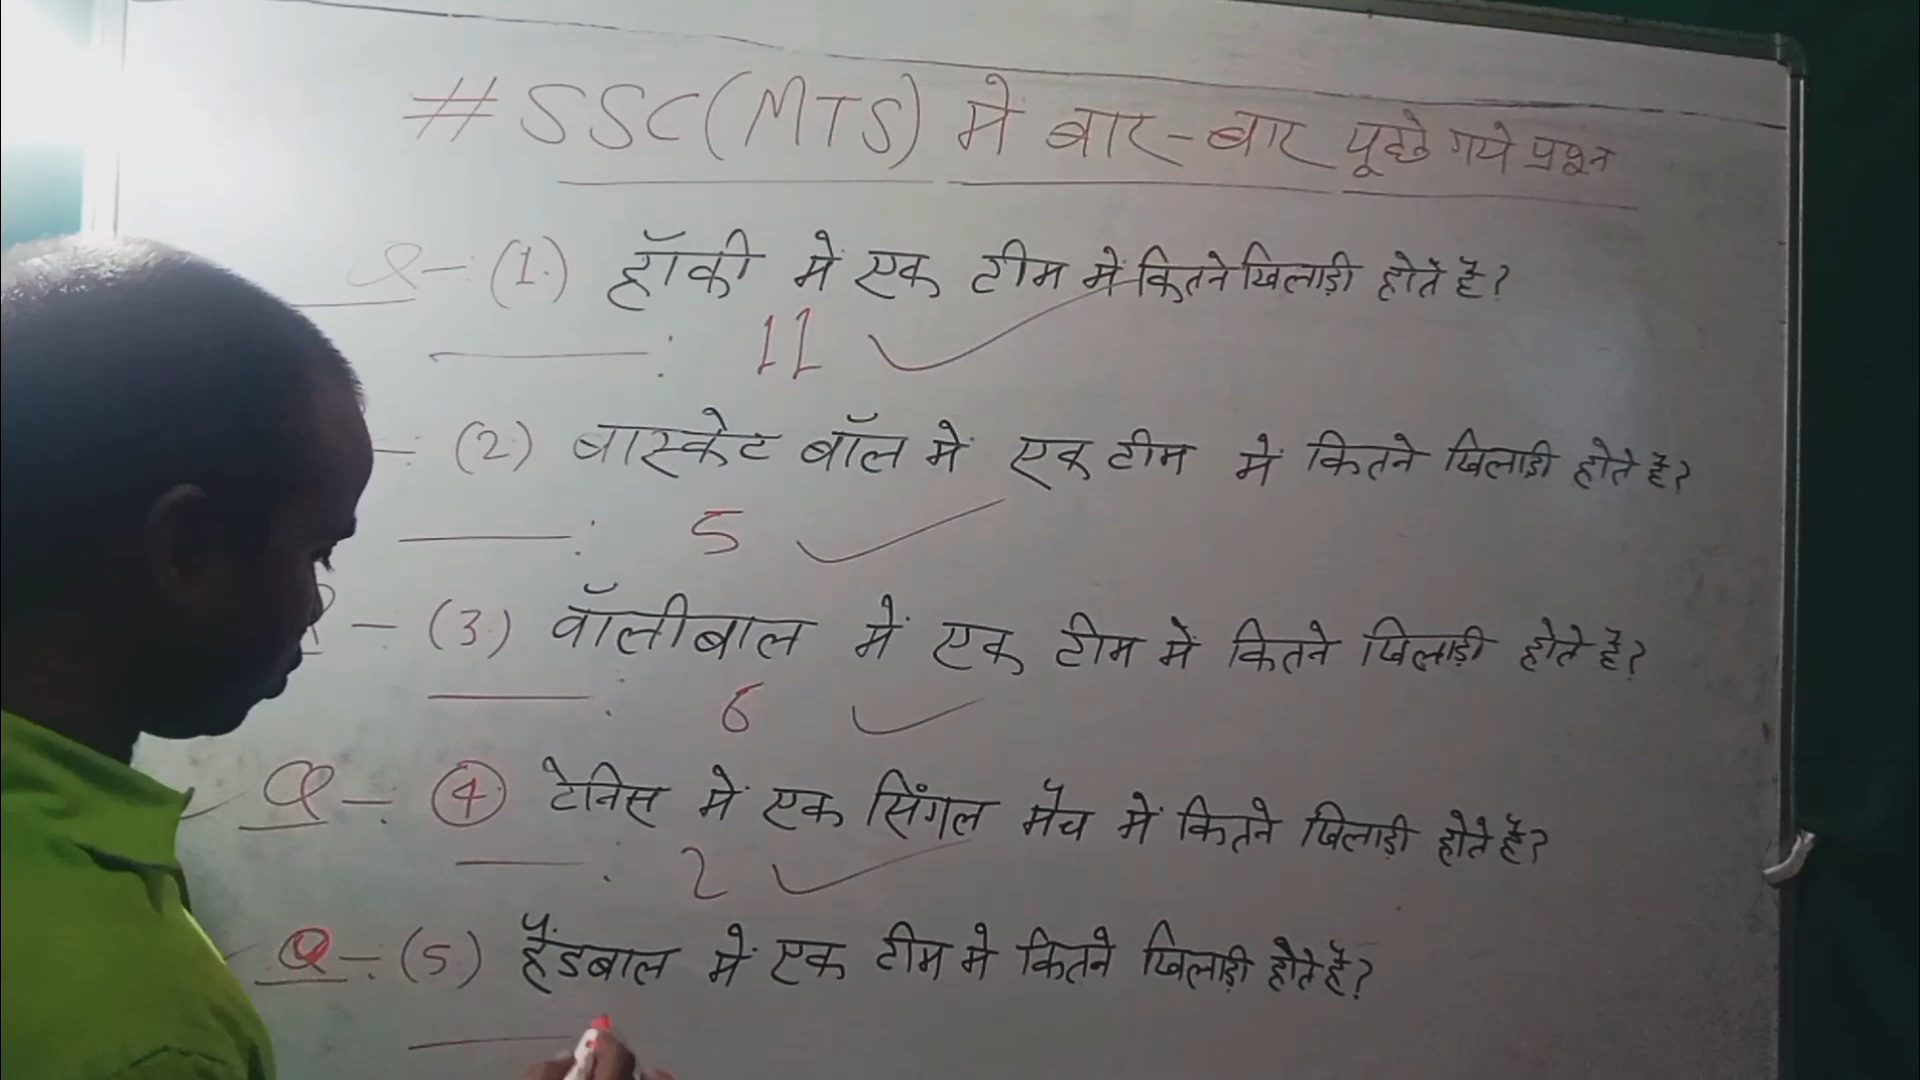 # SSC (MTS) में बार-बार पूछे गये प्रश्न
Q-: (1.) हॉकी में एक टीम में कितने खिलाड़ी होते हैं?
: 11
-: (2) बास्केट बॉल में एक टीम में कितने खिलाड़ी होते हैं?
: 5
Q-: (3.) वॉलीबाल में एक टीम में कितने खिलाड़ी होते हैं?
: 6
Q-: 4 टेनिस में एक सिंगल मैच में कितने खिलाड़ी होते हैं?
: 2
Q-: (5.) हैंडबाल में एक टीम में कितने खिलाड़ी होते हैं?